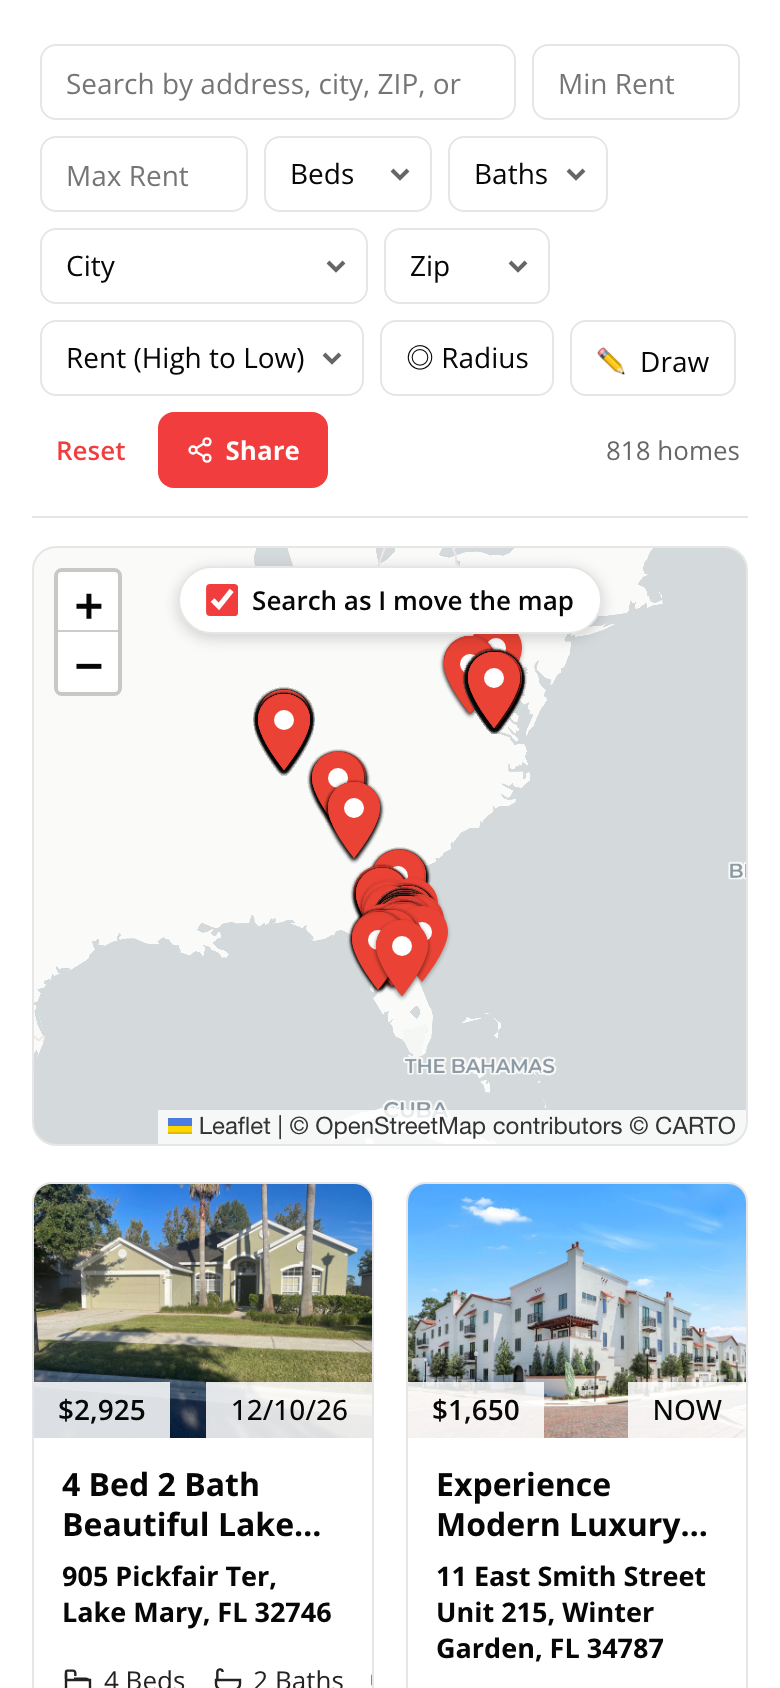 Search by address, city, ZIP, or
Min Rent
Max Rent
Beds
Baths
City
Zip
Rent (High to Low)
◎ Radius
✏️ Draw
Reset
Share
818 homes
+
Search as I move the map
−
THE BAHAMAS
CUBA
Leaflet | © OpenStreetMap contributors © CARTO
$2,925
12/10/26
$1,650
NOW
4 Bed 2 Bath
Beautiful Lake...
905 Pickfair Ter,
Lake Mary, FL 32746
4 Beds
2 Baths
Experience
Modern Luxury...
11 East Smith Street
Unit 215, Winter
Garden, FL 34787